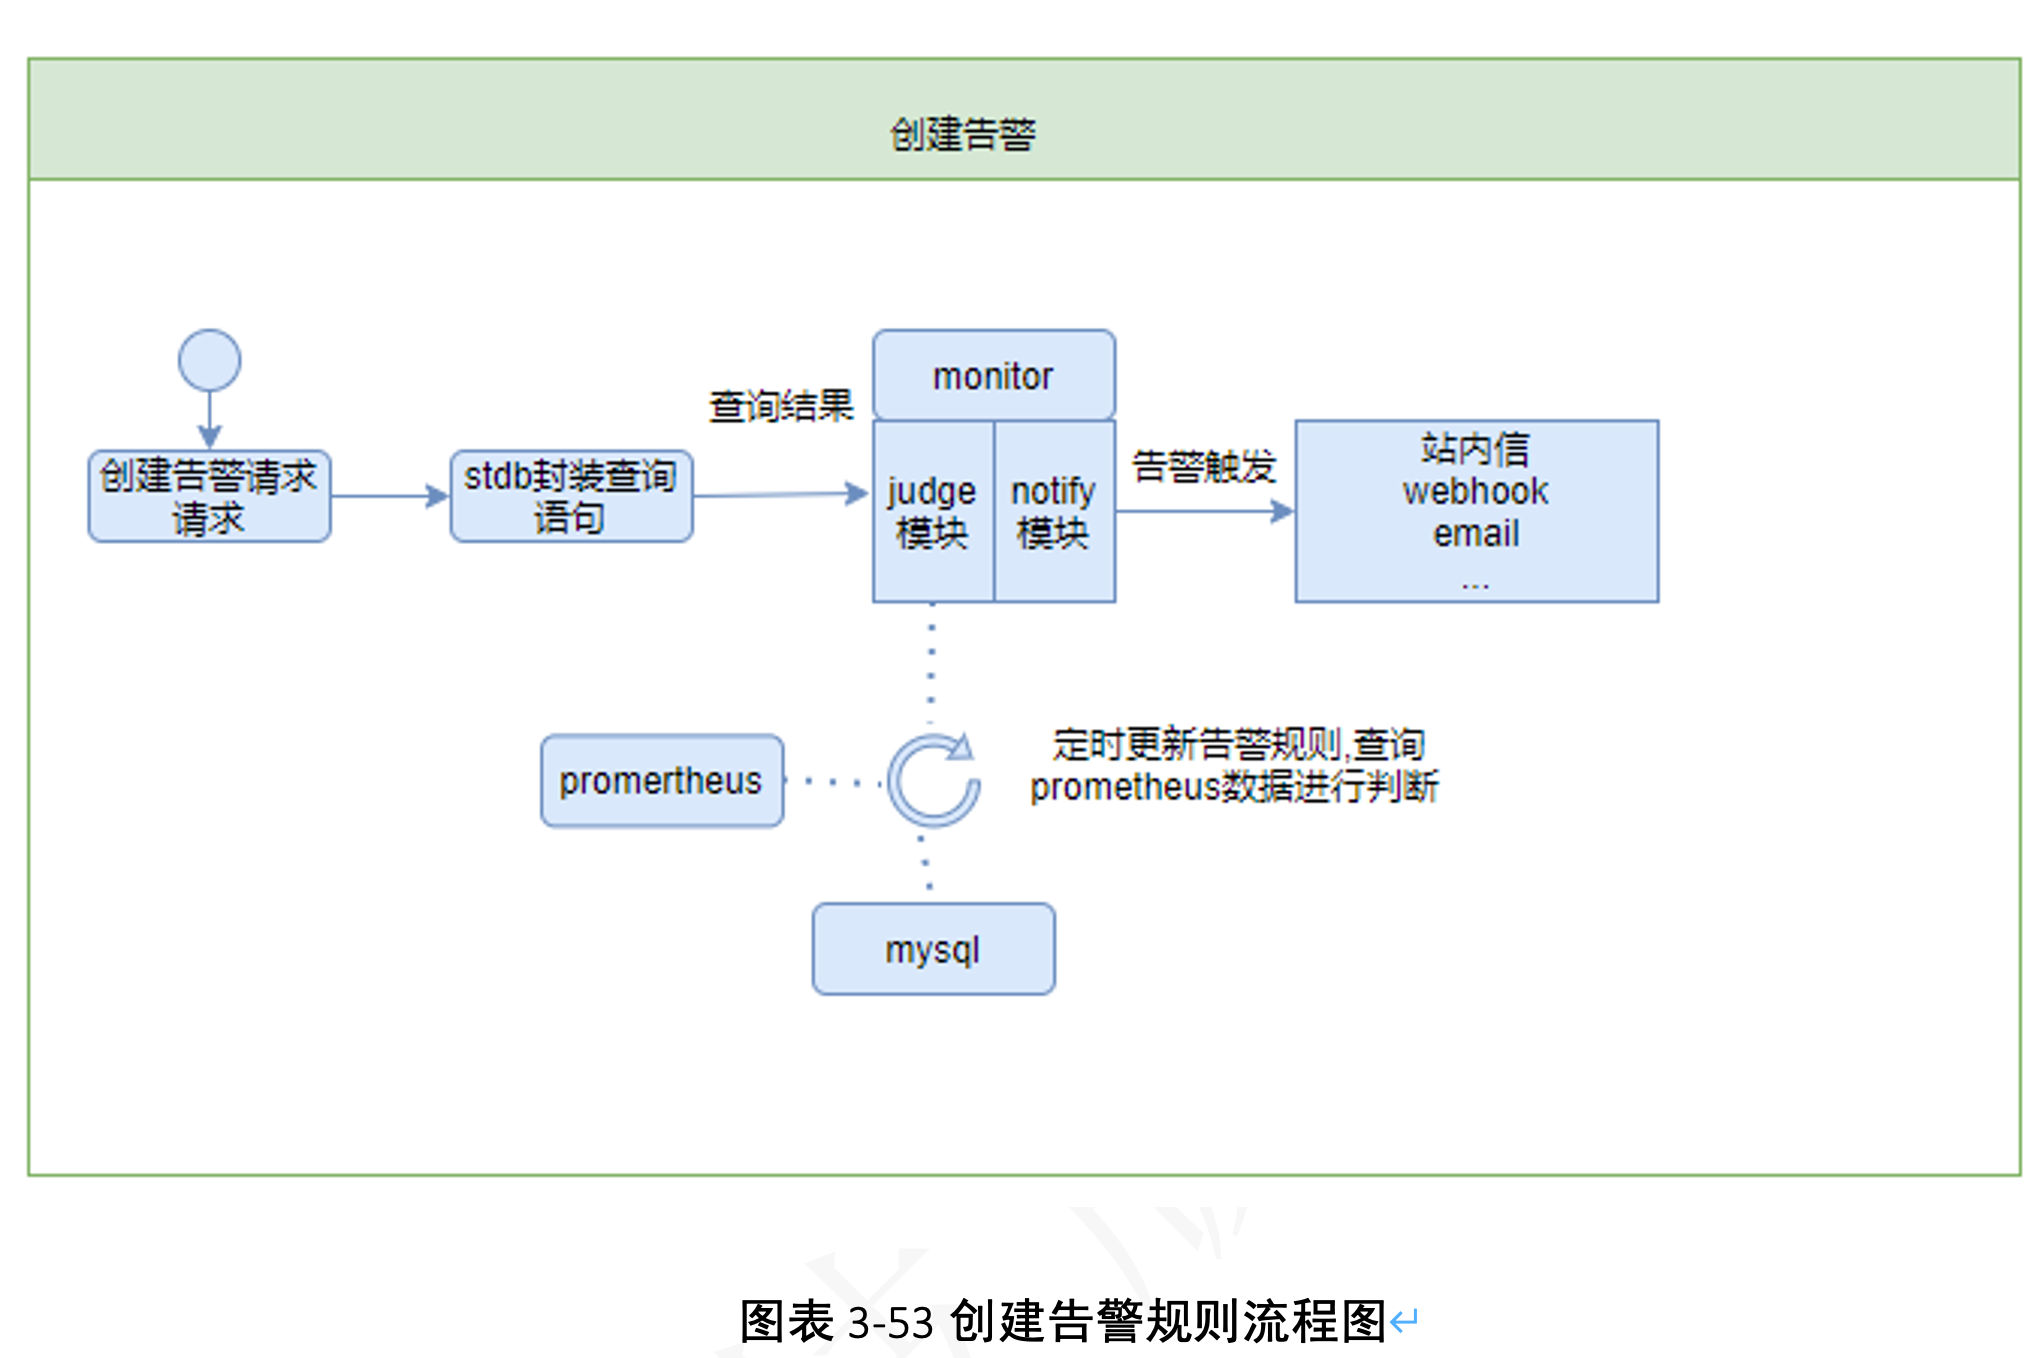 创建告警
创建告警请求
请求
stdb封装查询
语句
查询结果
monitor
judge
模块
notify
模块
告警触发
站内信
webhook
email
...
promertheus
定时更新告警规则,查询
prometheus数据进行判断
mysql
图表 3-53 创建告警规则流程图↵